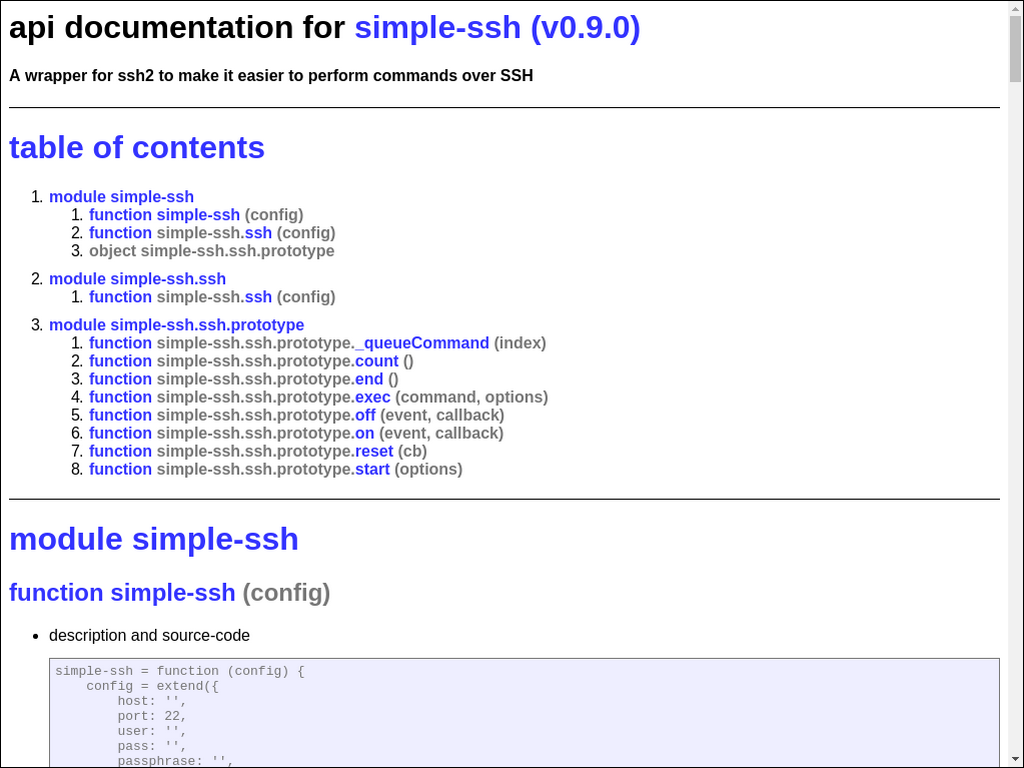 api documentation for simple-ssh (v0.9.0)
A wrapper for ssh2 to make it easier to perform commands over SSH
table of contents
1. module simple-ssh
1. function simple-ssh (config)
2. function simple-ssh.ssh (config)
3. object simple-ssh.ssh.prototype
2. module simple-ssh.ssh
1. function simple-ssh.ssh (config)
3. module simple-ssh.ssh.prototype
1. function simple-ssh.ssh.prototype._queueCommand (index)
2. function simple-ssh.ssh.prototype.count ()
3. function simple-ssh.ssh.prototype.end ()
4. function simple-ssh.ssh.prototype.exec (command, options)
5. function simple-ssh.ssh.prototype.off (event, callback)
6. function simple-ssh.ssh.prototype.on (event, callback)
7. function simple-ssh.ssh.prototype.reset (cb)
8. function simple-ssh.ssh.prototype.start (options)
module simple-ssh
function simple-ssh (config)
• description and source-code
simple-ssh = function (config) {
    config = extend({
        host: '',
        port: 22,
        user: '',
        pass: '',
        passphrase: '',